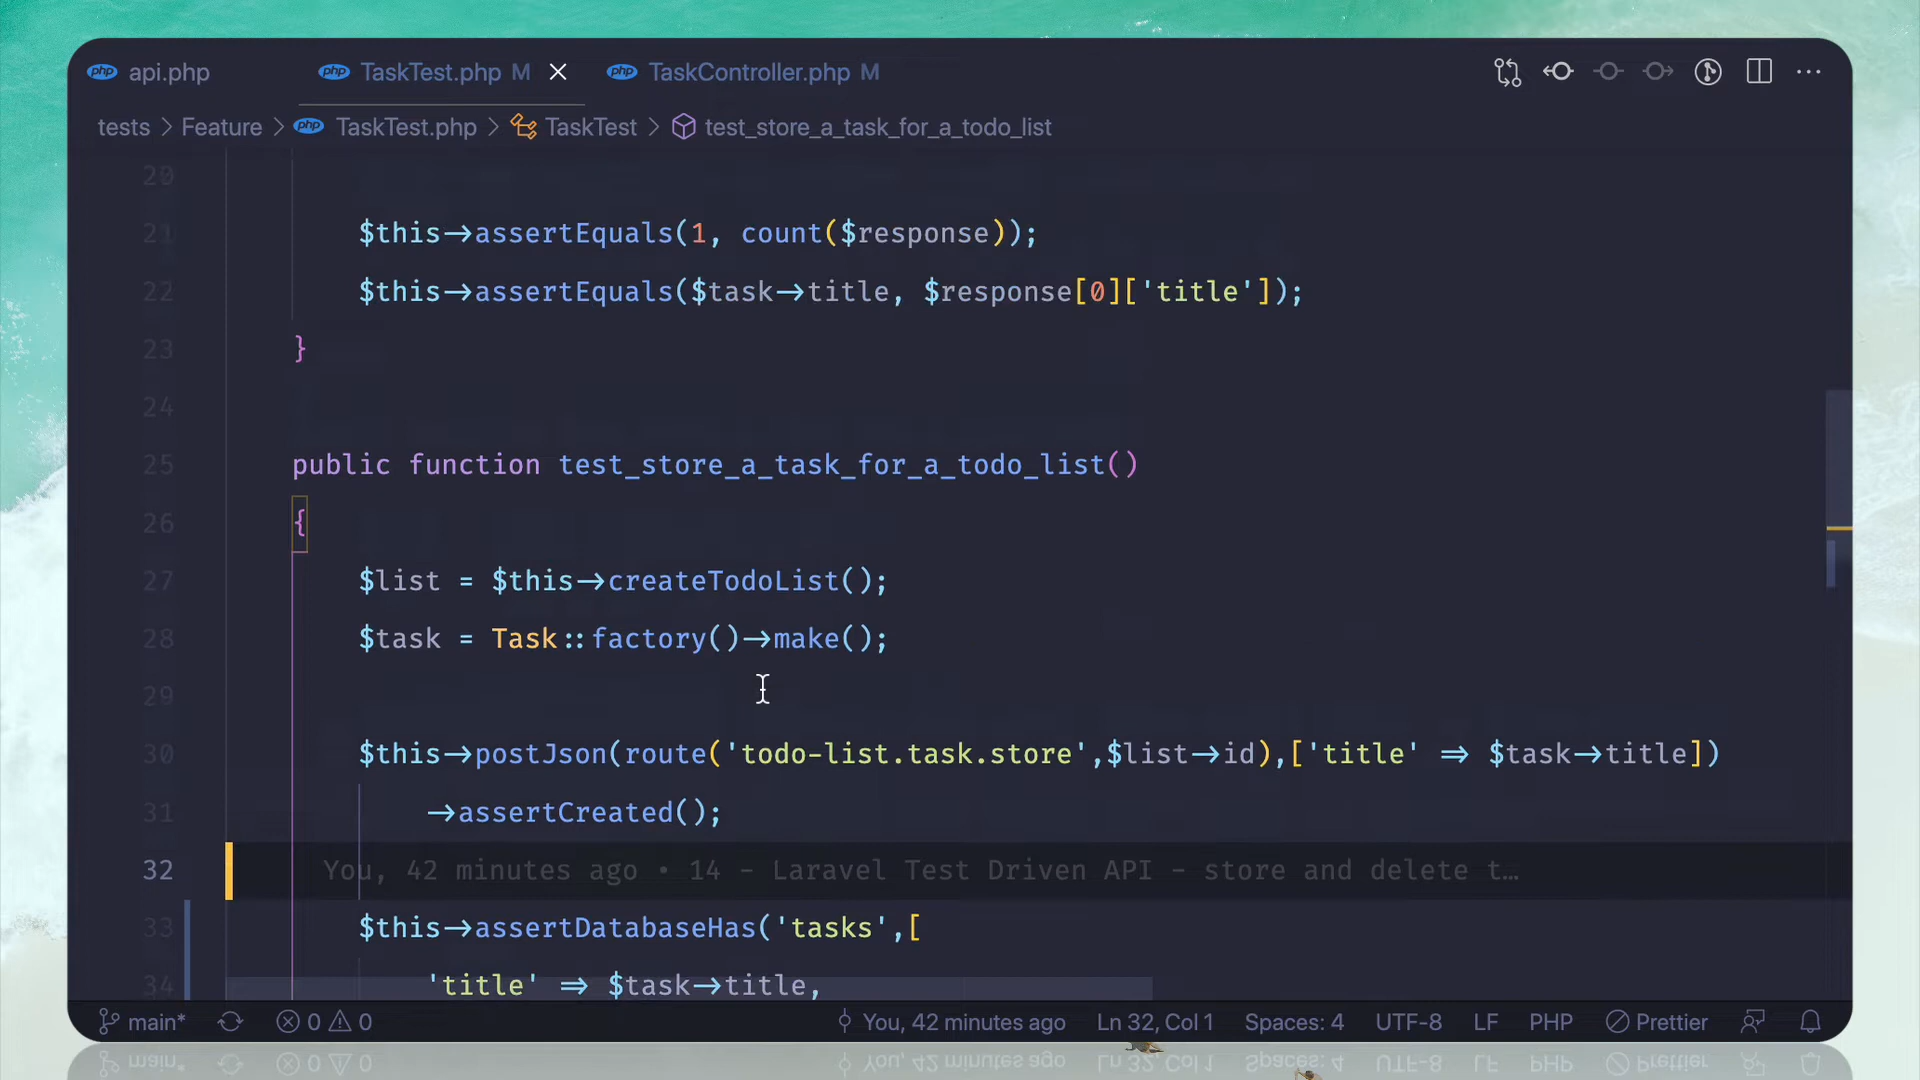 php api.php
php TaskTest.php M
php TaskController.php M
tests > Feature > php TaskTest.php > TaskTest > test_store_a_task_for_a_todo_list
20
21 $this->assertEquals(1, count($response));
22 $this->assertEquals($task->title, $response[0]['title']);
23 }
24
25 public function test_store_a_task_for_a_todo_list()
26 {
27 $list = $this->createTodoList();
28 $task = Task::factory()->make();
29
30 $this->postJson(route('todo-list.task.store',$list->id),['title' => $task->title])
31 ->assertCreated();
32 You, 42 minutes ago • 14 - Laravel Test Driven API - store and delete t…
33 $this->assertDatabaseHas('tasks',[
34 'title' => $task->title,
main* 0 0 You, 42 minutes ago Ln 32, Col 1 Spaces: 4 UTF-8 LF PHP Prettier